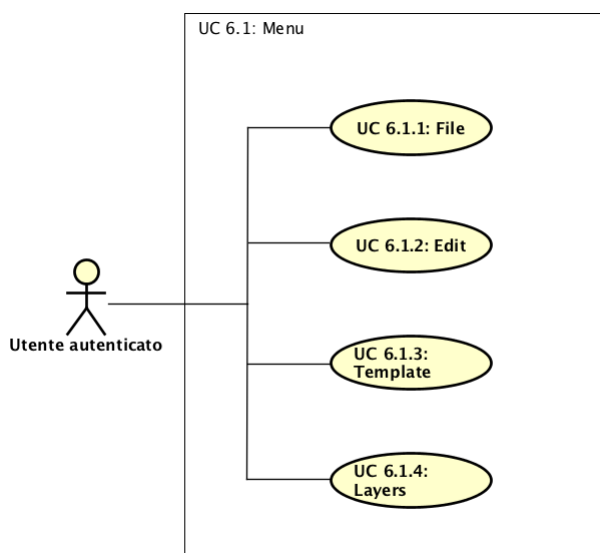 UC 6.1: Menu
UC 6.1.1: File
UC 6.1.2: Edit
Utente autenticato
UC 6.1.3:
Template
UC 6.1.4:
Layers